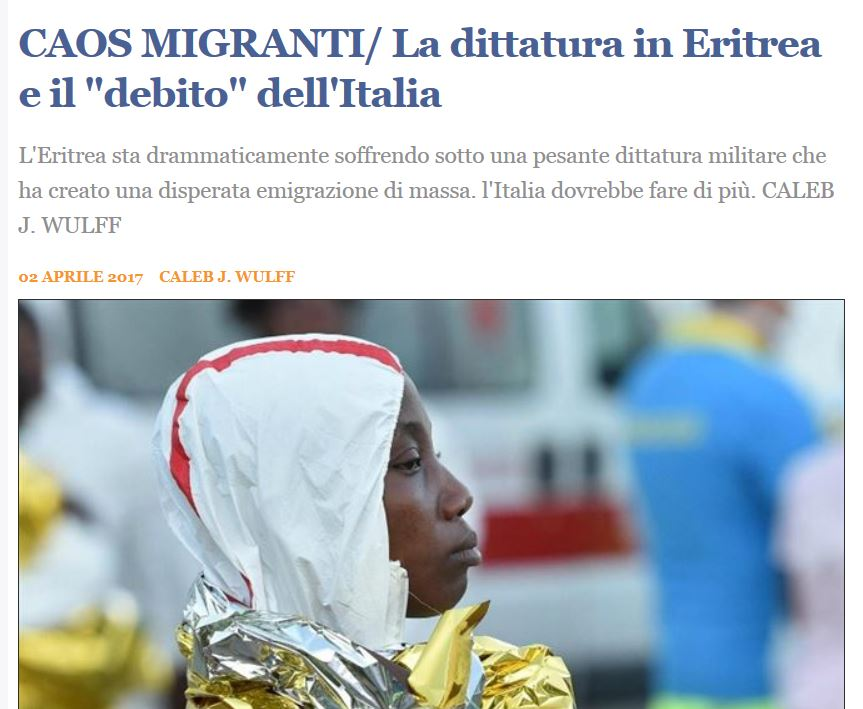 CAOS MIGRANTI/ La dittatura in Eritrea
e il "debito" dell'Italia
L'Eritrea sta drammaticamente soffrendo sotto una pesante dittatura militare che
ha creato una disperata emigrazione di massa. l'Italia dovrebbe fare di più. CALEB
J. WULFF
02 APRILE 2017 CALEB J. WULFF